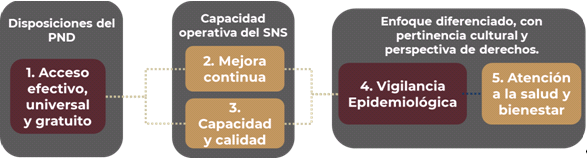 Disposiciones del
PND
1. Acceso
efectivo,
universal
y gratuito
Capacidad
operativa del SNS
2. Mejora
continua
3.
Capacidad
y calidad
Enfoque diferenciado, con
pertinencia cultural y
perspectiva de derechos.
4. Vigilancia
Epidemiológica
5. Atención
a la salud y
bienestar